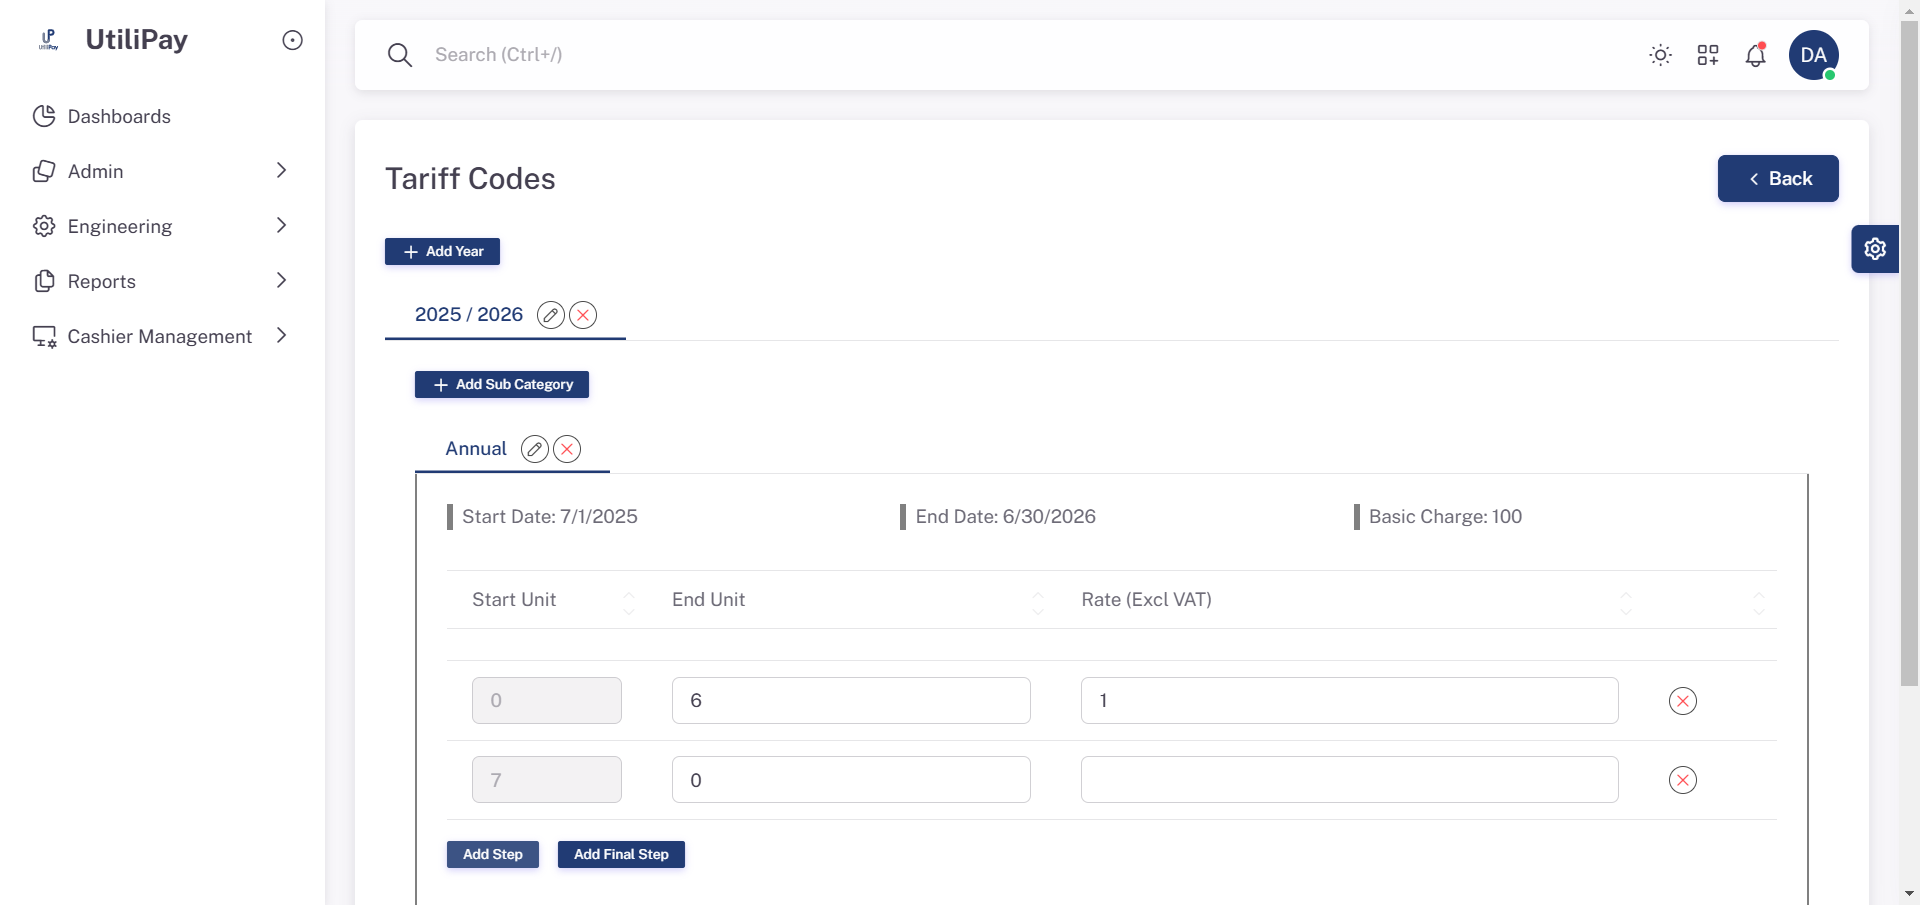 UP
UtiliPay
UtiliPay
Search (Ctrl+/)
DA
Dashboards
Admin
Engineering
Reports
Cashier Management
Tariff Codes
Back
Add Year
2025 / 2026
Add Sub Category
Annual
Start Date: 7/1/2025
End Date: 6/30/2026
Basic Charge: 100
Start Unit
End Unit
Rate (Excl VAT)
0
6
1
7
0
Add Step
Add Final Step